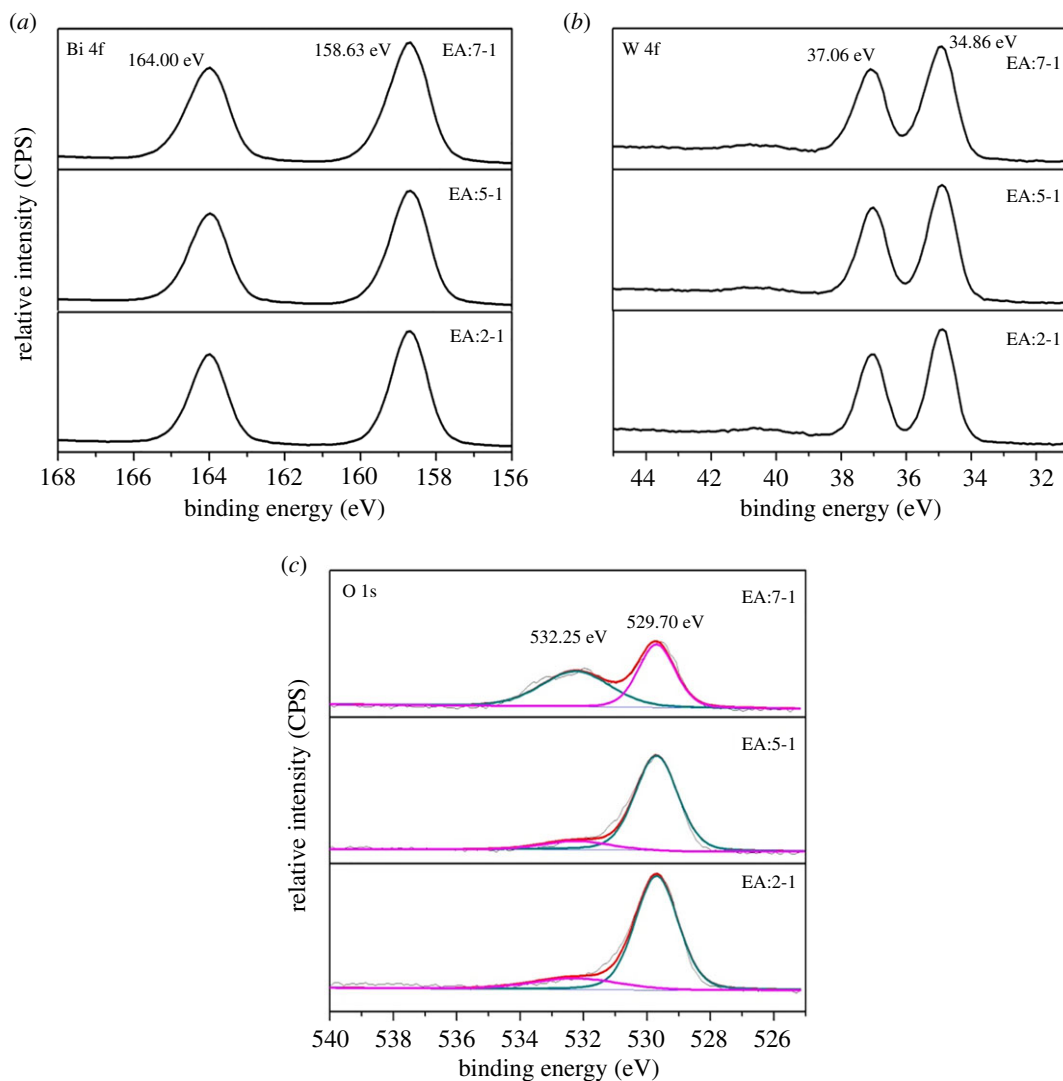 (a)
Bi 4f
164.00 eV
158.63 eV
EA:7-1
EA:5-1
EA:2-1
relative intensity (CPS)
168 166 164 162 160 158 156
binding energy (eV)
(b)
W 4f
37.06 eV
34.86 eV
EA:7-1
EA:5-1
EA:2-1
44 42 40 38 36 34 32
binding energy (eV)
(c)
O 1s
532.25 eV
529.70 eV
EA:7-1
EA:5-1
EA:2-1
relative intensity (CPS)
540 538 536 534 532 530 528 526
binding energy (eV)